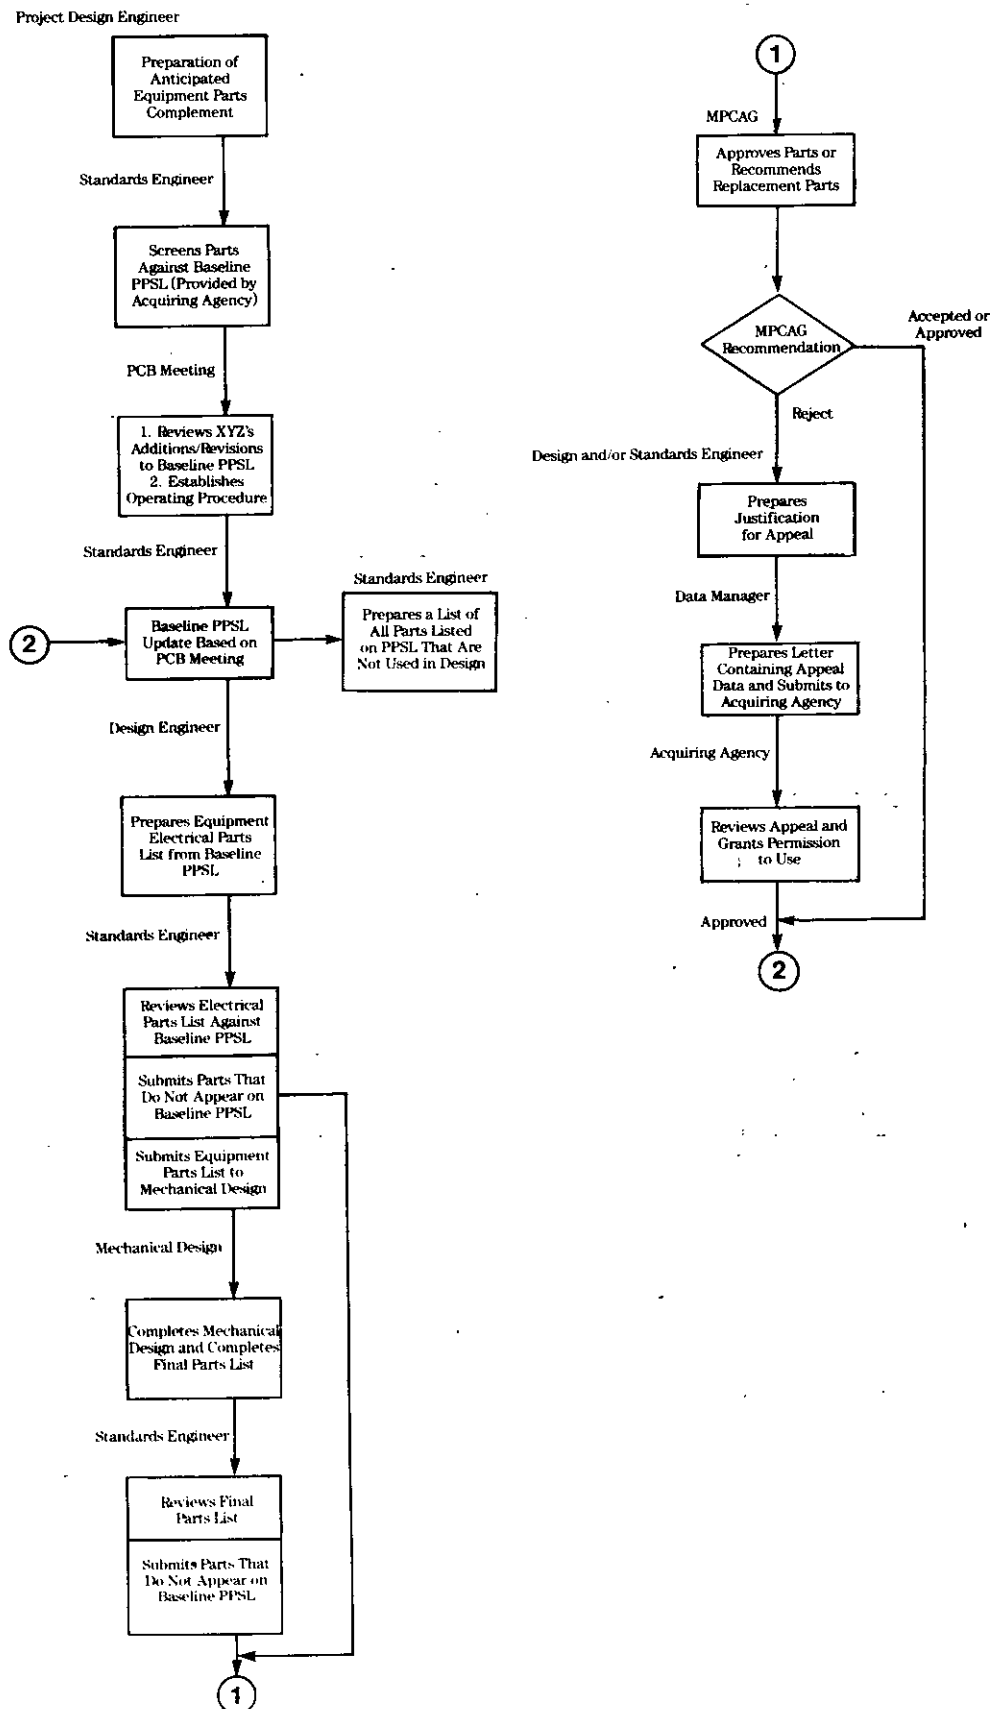 Project Design Engineer
Preparation of
Anticipated
Equipment Parts
Complement
Standards Engineer
Screens Parts
Against Baseline
PPSL (Provided by
Acquiring Agency)
PCB Meeting
1. Reviews XYZ's
Additions/Revisions
to Baseline PPSL
2. Establishes
Operating Procedure
Standards Engineer
2
Baseline PPSL
Update Based on
PCB Meeting
Standards Engineer
Prepares a List of
All Parts Listed
on PPSL That Are
Not Used in Design
Design Engineer
Prepares Equipment
Electrical Parts
List from Baseline
PPSL
Standards Engineer
Reviews Electrical
Parts List Against
Baseline PPSL
Submits Parts That
Do Not Appear on
Baseline PPSL
Submits Equipment
Parts List to
Mechanical Design
Mechanical Design
Completes Mechanical
Design and Completes
Final Parts List
Standards Engineer
Reviews Final
Parts List
Submits Parts That
Do Not Appear on
Baseline PPSL
1
1
MPCAG
Approves Parts or
Recommends
Replacement Parts
MPCAG
Recommendation
Accepted or
Approved
Reject
Design and/or Standards Engineer
Prepares
Justification
for Appeal
Data Manager
Prepares Letter
Containing Appeal
Data and Submits to
Acquiring Agency
Acquiring Agency
Reviews Appeal and
Grants Permission
to Use
Approved
2